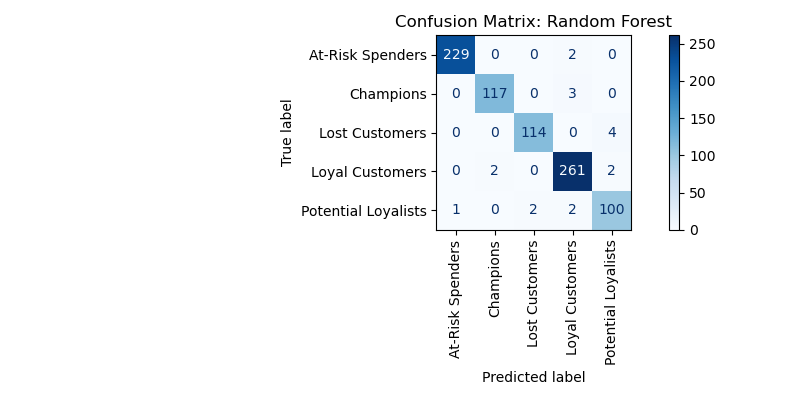 Confusion Matrix: Random Forest
True label
At-Risk Spenders 229 0 0 2 0
Champions 0 117 0 3 0
Lost Customers 0 0 114 0 4
Loyal Customers 0 2 0 261 2
Potential Loyalists 1 0 2 2 100
At-Risk Spenders
Champions
Lost Customers
Loyal Customers
Potential Loyalists
Predicted label
250
200
150
100
50
0